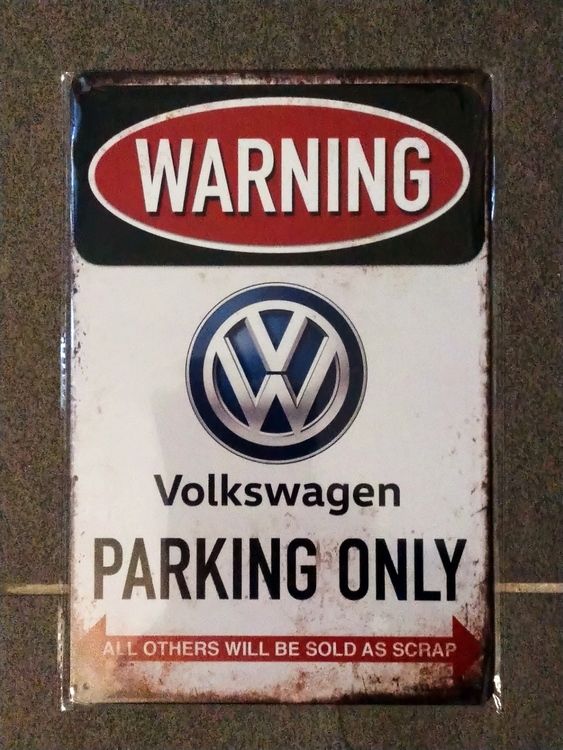 WARNING
Volkswagen
PARKING ONLY
ALL OTHERS WILL BE SOLD AS SCRAP